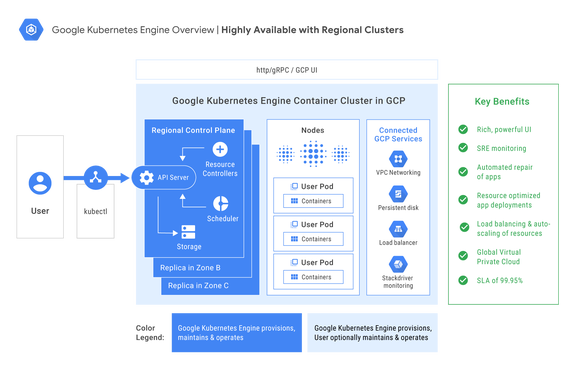 Google Kubernetes Engine Overview | Highly Available with Regional Clusters
http/gRPC / GCP UI
Google Kubernetes Engine Container Cluster in GCP
Regional Control Plane
API Server
Resource
Controllers
Scheduler
Storage
Replica in Zone B
Replica in Zone C
User
kubectl
Nodes
User Pod
Containers
User Pod
Containers
User Pod
Containers
Connected
GCP Services
VPC Networking
Persistent disk
Load balancer
Stackdriver
monitoring
Key Benefits
Rich, powerful UI
SRE monitoring
Automated repair
of apps
Resource optimized
app deployments
Load balancing & auto-
scaling of resources
Global Virtual
Private Cloud
SLA of 99.95%
Color
Legend:
Google Kubernetes Engine provisions,
maintains & operates
Google Kubernetes Engine provisions,
User optionally maintains & operates